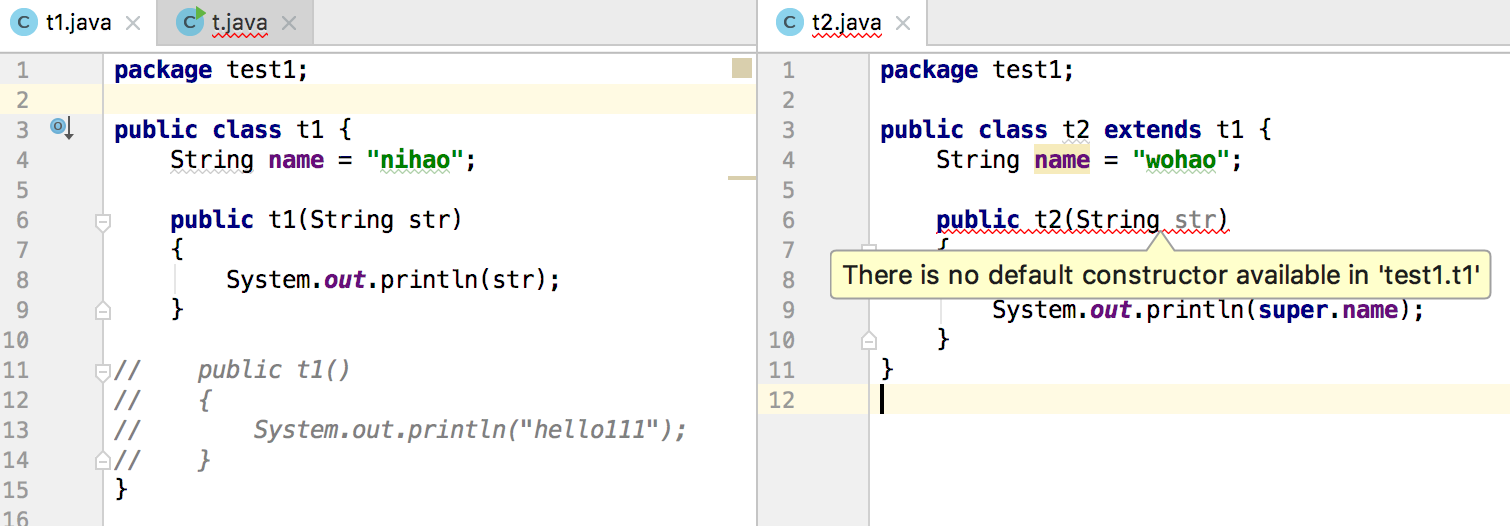 t1.java
t.java
1 package test1;
2
3 public class t1 {
4 String name = "nihao";
5
6 public t1(String str)
7 {
8 System.out.println(str);
9 }
10
11 // public t1()
12 // {
13 // System.out.println("hello111");
14 // }
15 }
16
t2.java
1 package test1;
2
3 public class t2 extends t1 {
4 String name = "wohao";
5
6 public t2(String str)
7 {
There is no default constructor available in 'test1.t1'
8
9 System.out.println(super.name);
10 }
11 }
12